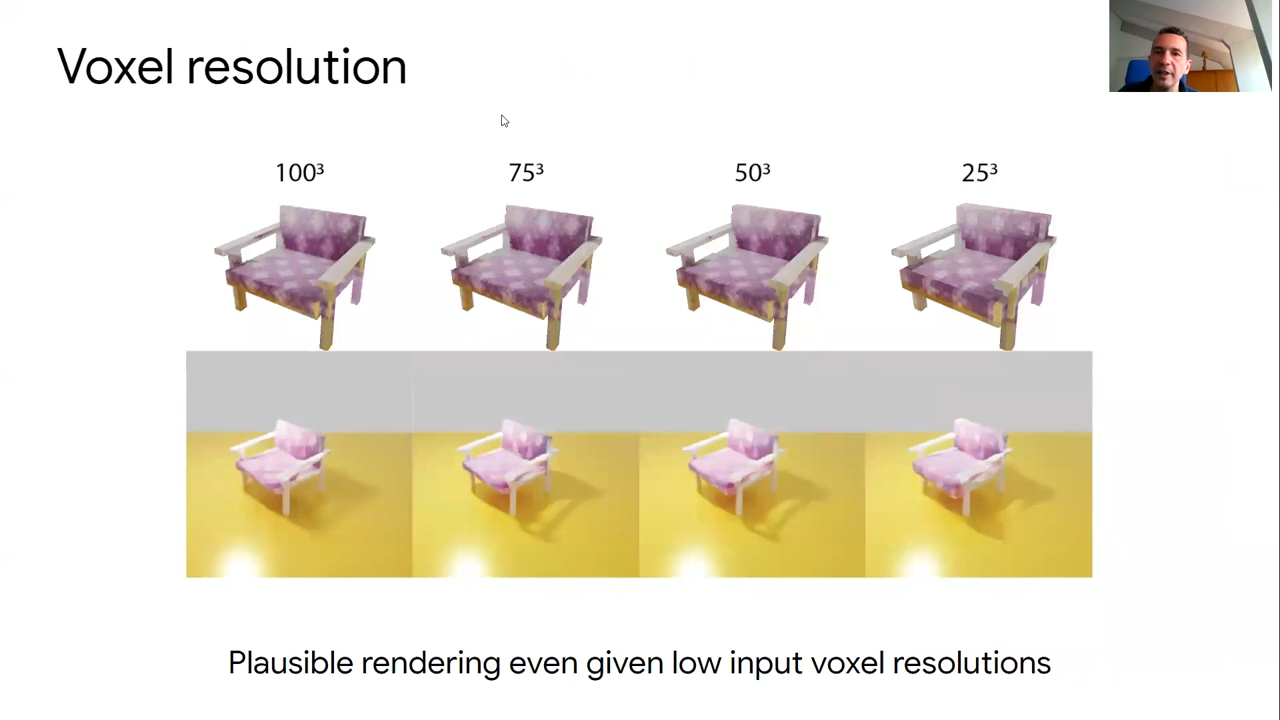 Voxel resolution
100³ 75³ 50³ 25³
Plausible rendering even given low input voxel resolutions